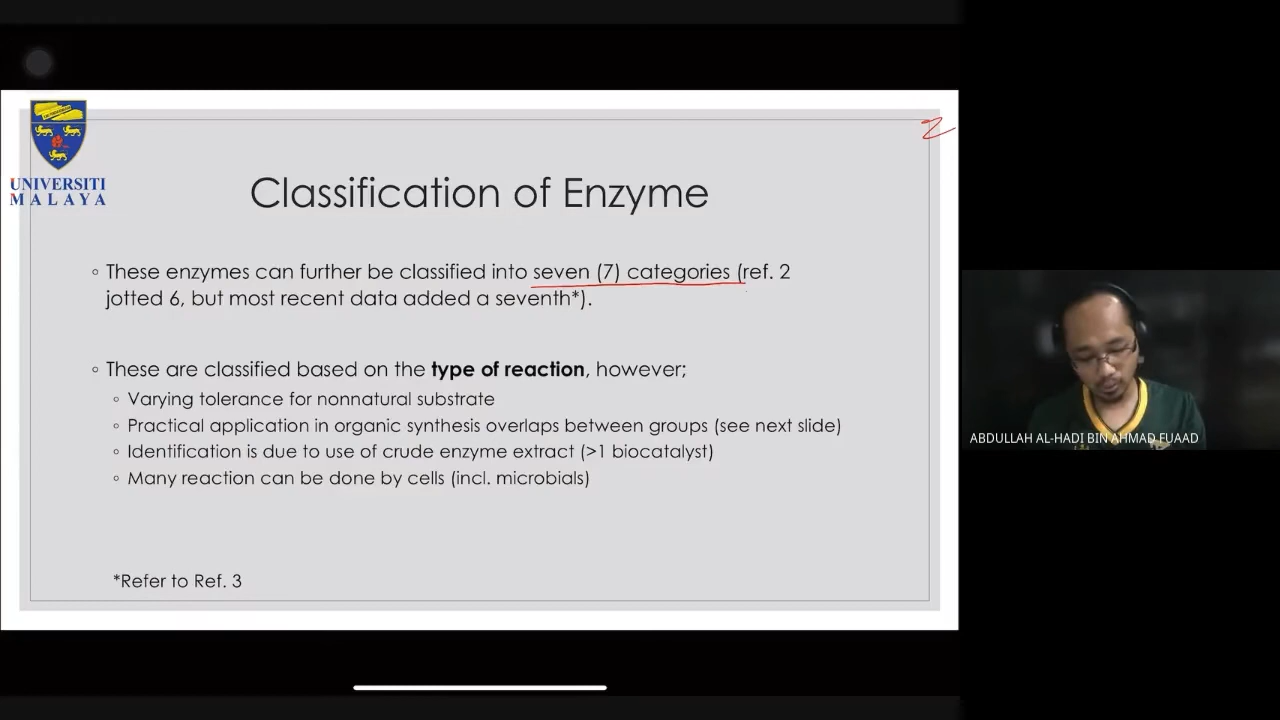 UNIVERSITI
MALAYA
2
Classification of Enzyme
◦ These enzymes can further be classified into seven (7) categories (ref. 2
jotted 6, but most recent data added a seventh*).
◦ These are classified based on the type of reaction, however;
◦ Varying tolerance for nonnatural substrate
◦ Practical application in organic synthesis overlaps between groups (see next slide)
◦ Identification is due to use of crude enzyme extract (>1 biocatalyst)
◦ Many reaction can be done by cells (incl. microbials)
*Refer to Ref. 3
ABDULLAH AL-HADI BIN AHMAD FUAAD